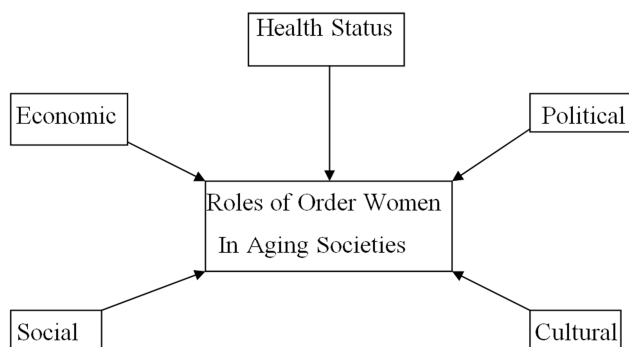 Health Status
Economic
Political
Roles of Order Women
In Aging Societies
Social
Cultural